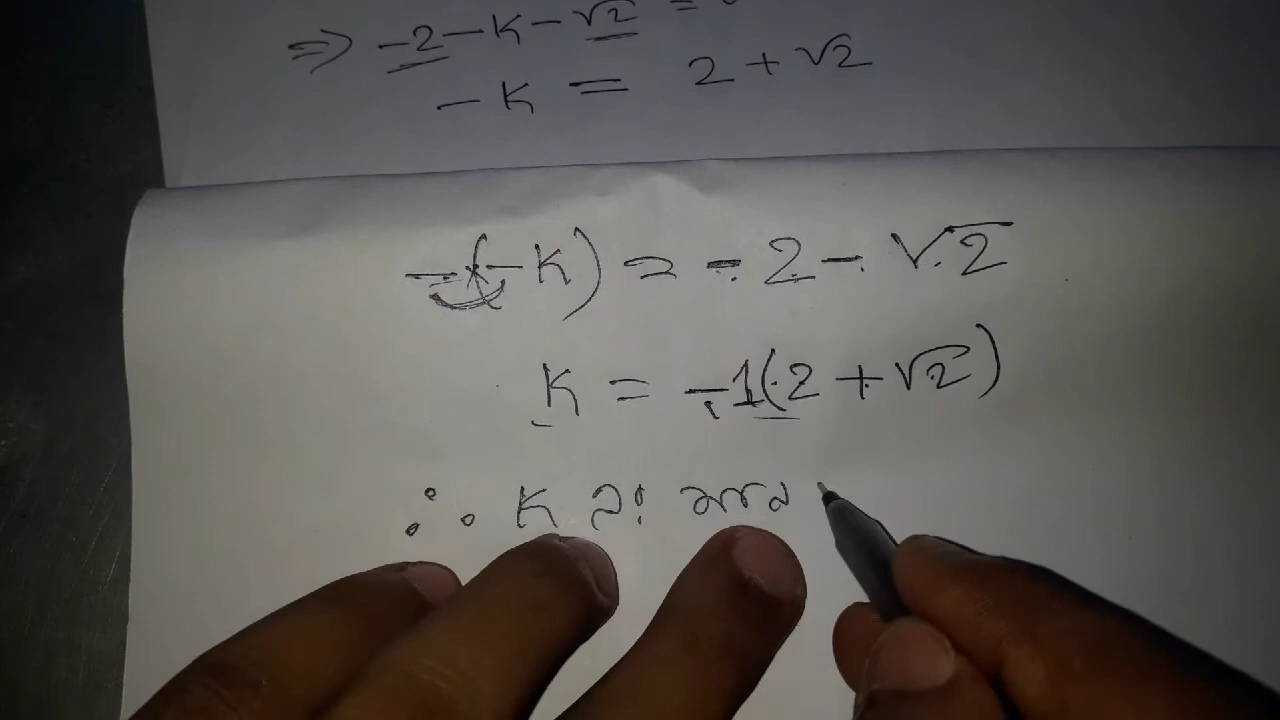 ⇒ -2-K-√2 =
-K = 2+√2
-(-K) = -2-√2
K = -1(2+√2)
∴ K